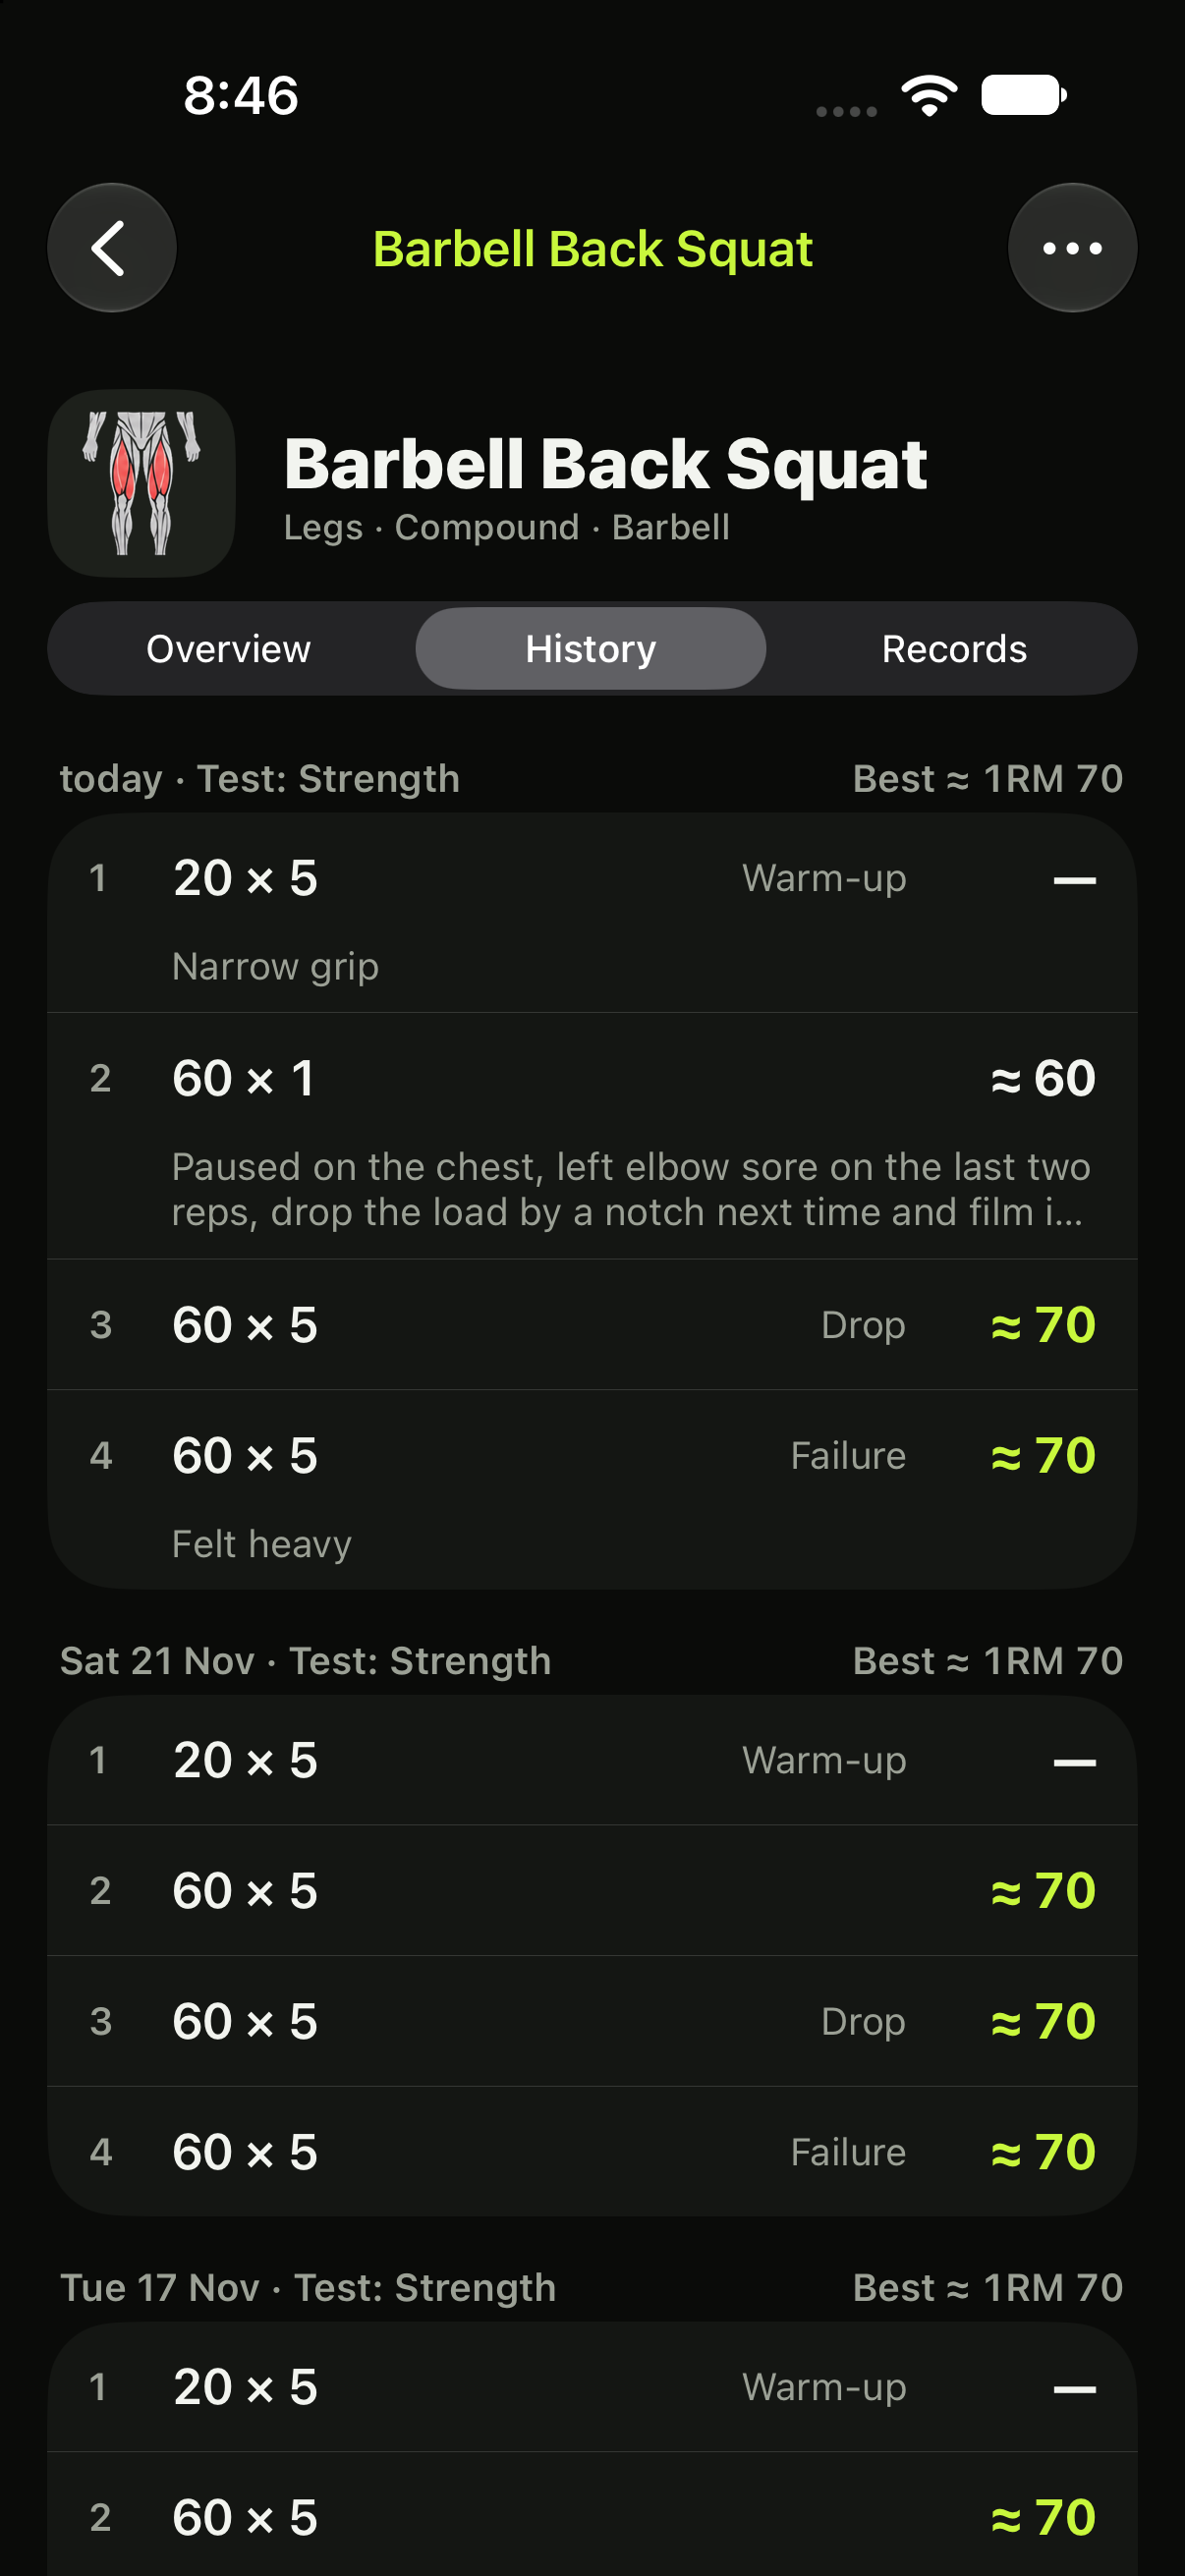 8:46
Barbell Back Squat
Barbell Back Squat
Legs · Compound · Barbell
Overview History Records
today · Test: Strength Best ≈ 1RM 70
1 20 × 5 Warm-up —
Narrow grip
2 60 × 1 ≈ 60
Paused on the chest, left elbow sore on the last two
reps, drop the load by a notch next time and film i...
3 60 × 5 Drop ≈ 70
4 60 × 5 Failure ≈ 70
Felt heavy
Sat 21 Nov · Test: Strength Best ≈ 1RM 70
1 20 × 5 Warm-up —
2 60 × 5 ≈ 70
3 60 × 5 Drop ≈ 70
4 60 × 5 Failure ≈ 70
Tue 17 Nov · Test: Strength Best ≈ 1RM 70
1 20 × 5 Warm-up —
2 60 × 5 ≈ 70